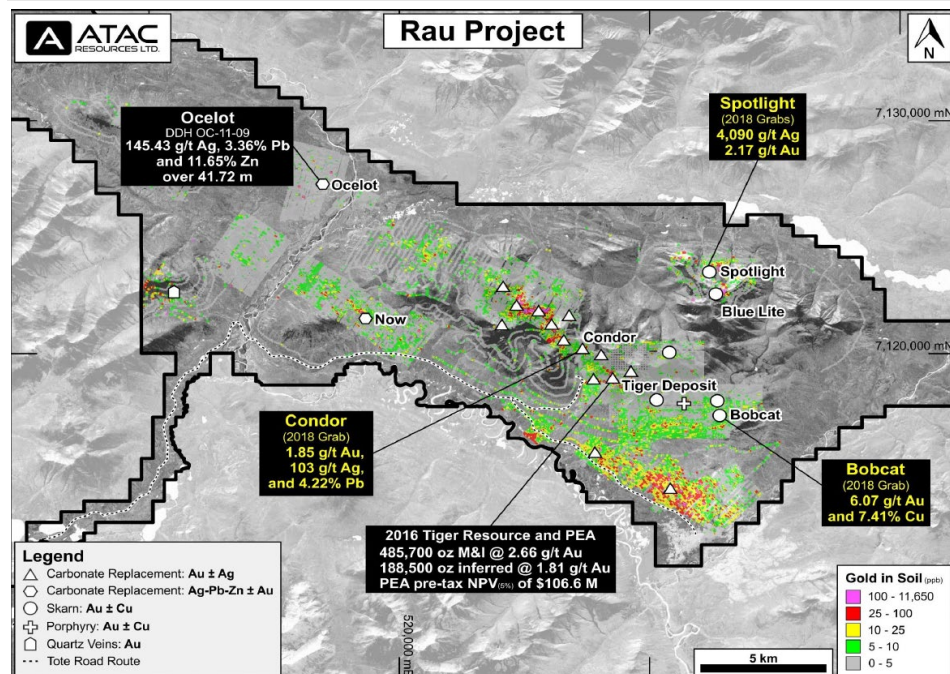 ATAC
RESOURCES LTD.
Rau Project
N
Ocelot
DDH OC-11-09
145.43 g/t Ag, 3.36% Pb
and 11.65% Zn
over 41.72 m
Spotlight
(2018 Grabs)
4,090 g/t Ag
2.17 g/t Au
7,130,000 mN
Ocelot
Spotlight
Blue Lite
Now
Condor
7,120,000 mN
Tiger Deposit
Bobcat
Condor
(2018 Grab)
1.85 g/t Au,
103 g/t Ag,
and 4.22% Pb
Bobcat
(2018 Grab)
6.07 g/t Au
and 7.41% Cu
2016 Tiger Resource and PEA
485,700 oz M&I @ 2.66 g/t Au
188,500 oz inferred @ 1.81 g/t Au
PEA pre-tax NPV(5%) of $106.6 M
Legend
Carbonate Replacement: Au ± Ag
Carbonate Replacement: Ag-Pb-Zn ± Au
Skarn: Au ± Cu
Porphyry: Au ± Cu
Quartz Veins: Au
Tote Road Route
520,000 mE
Gold in Soil (ppb)
100 - 11,650
25 - 100
10 - 25
5 - 10
0 - 5
5 km